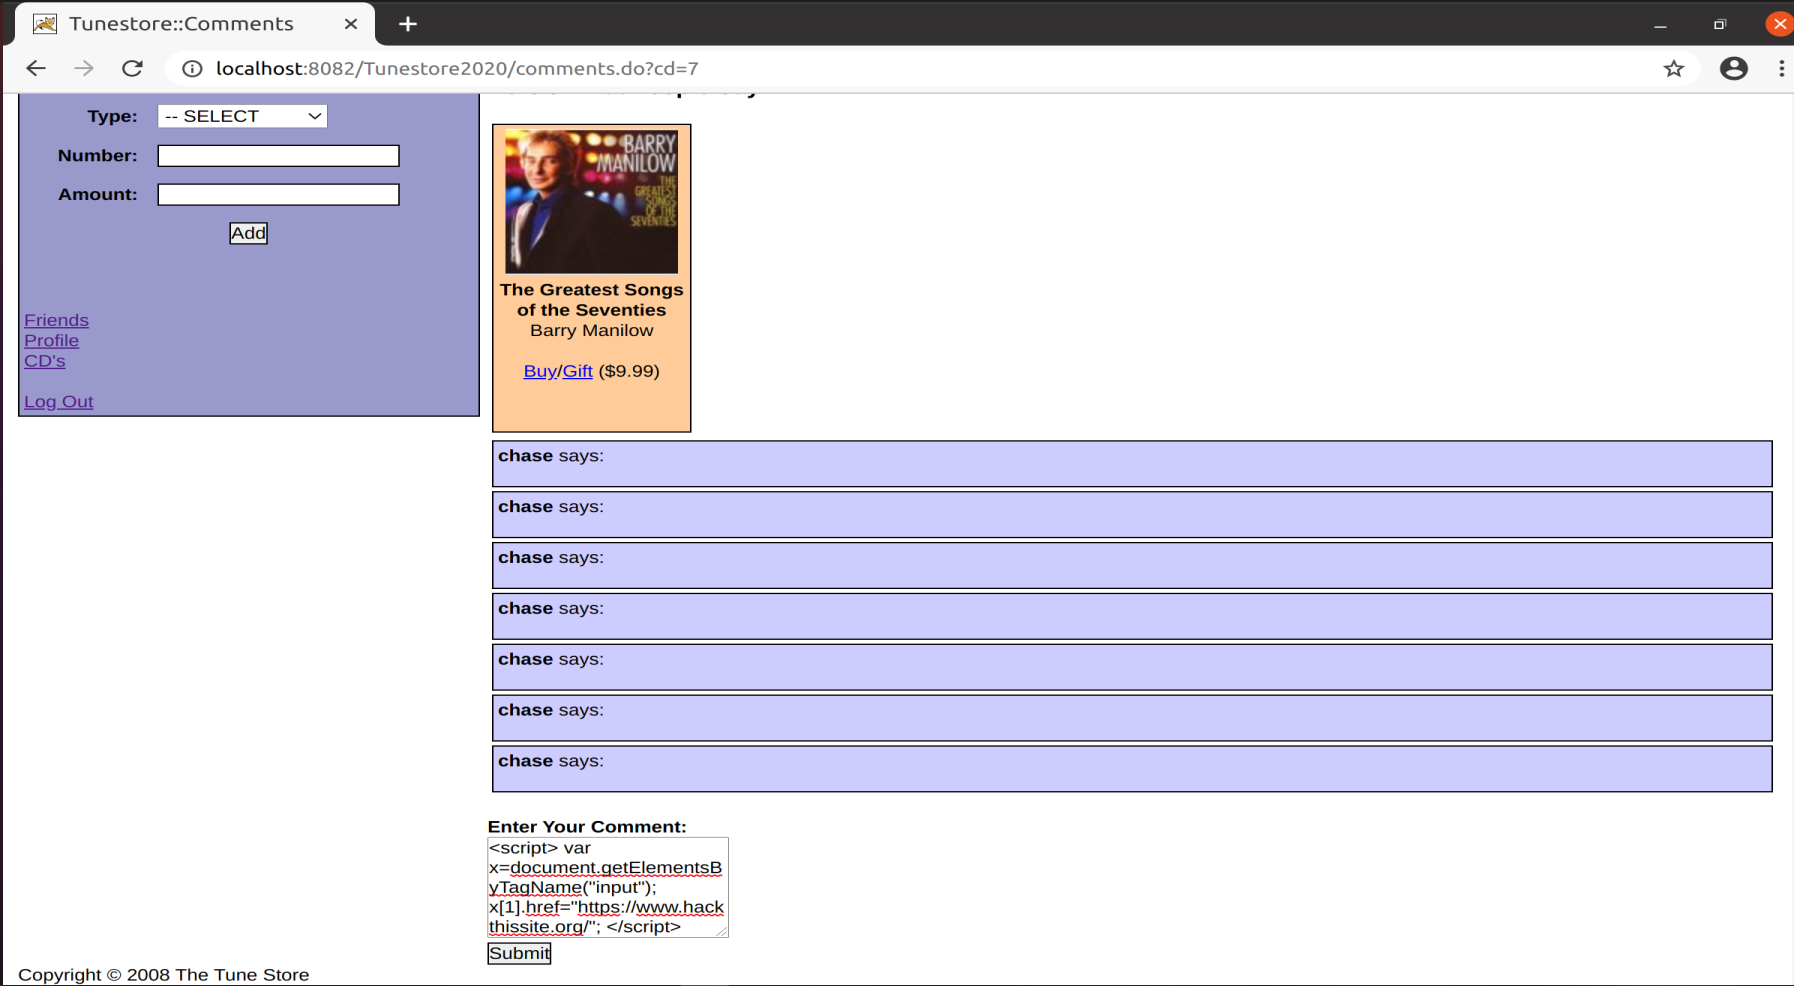 Tunestore::Comments
localhost:8082/Tunestore2020/comments.do?cd=7
Type: -- SELECT
Number:
Amount:
Add
Friends
Profile
CD's
Log Out
BARRY
MANILOW
THE
GREATEST
SONGS
OF THE
SEVENTIES
The Greatest Songs
of the Seventies
Barry Manilow
Buy/Gift ($9.99)
chase says:
chase says:
chase says:
chase says:
chase says:
chase says:
chase says:
Enter Your Comment:
<script> var
x=document.getElementsB
yTagName("input");
x[1].href="https://www.hack
thissite.org/"; </script>
Submit
Copyright © 2008 The Tune Store